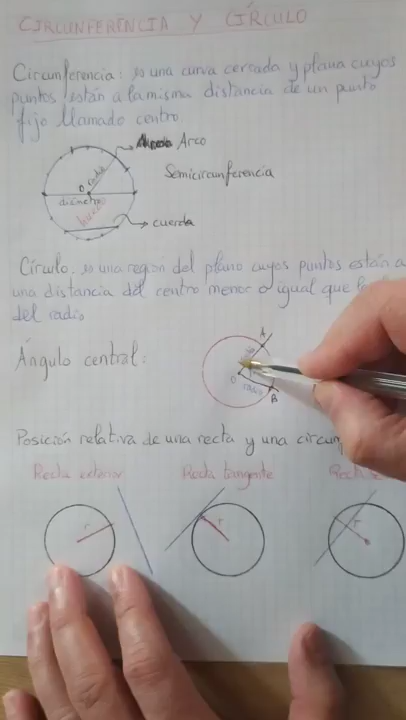 CIRCUNFERENCIA Y CÍRCULO
Circunferencia: es una curva cerrada y plana cuyos
puntos están a la misma distancia de un punto
fijo llamado centro.
Arco
radio
O
Semicircunferencia
diámetro
cuerda
Círculo: es una región del plano cuyos puntos están a
una distancia del centro menor o igual que
del radio
A
Ángulo central:
O
radio
B
Posición relativa de una recta y una
Recta exterior
Recta tangente
Recta
r
r
r